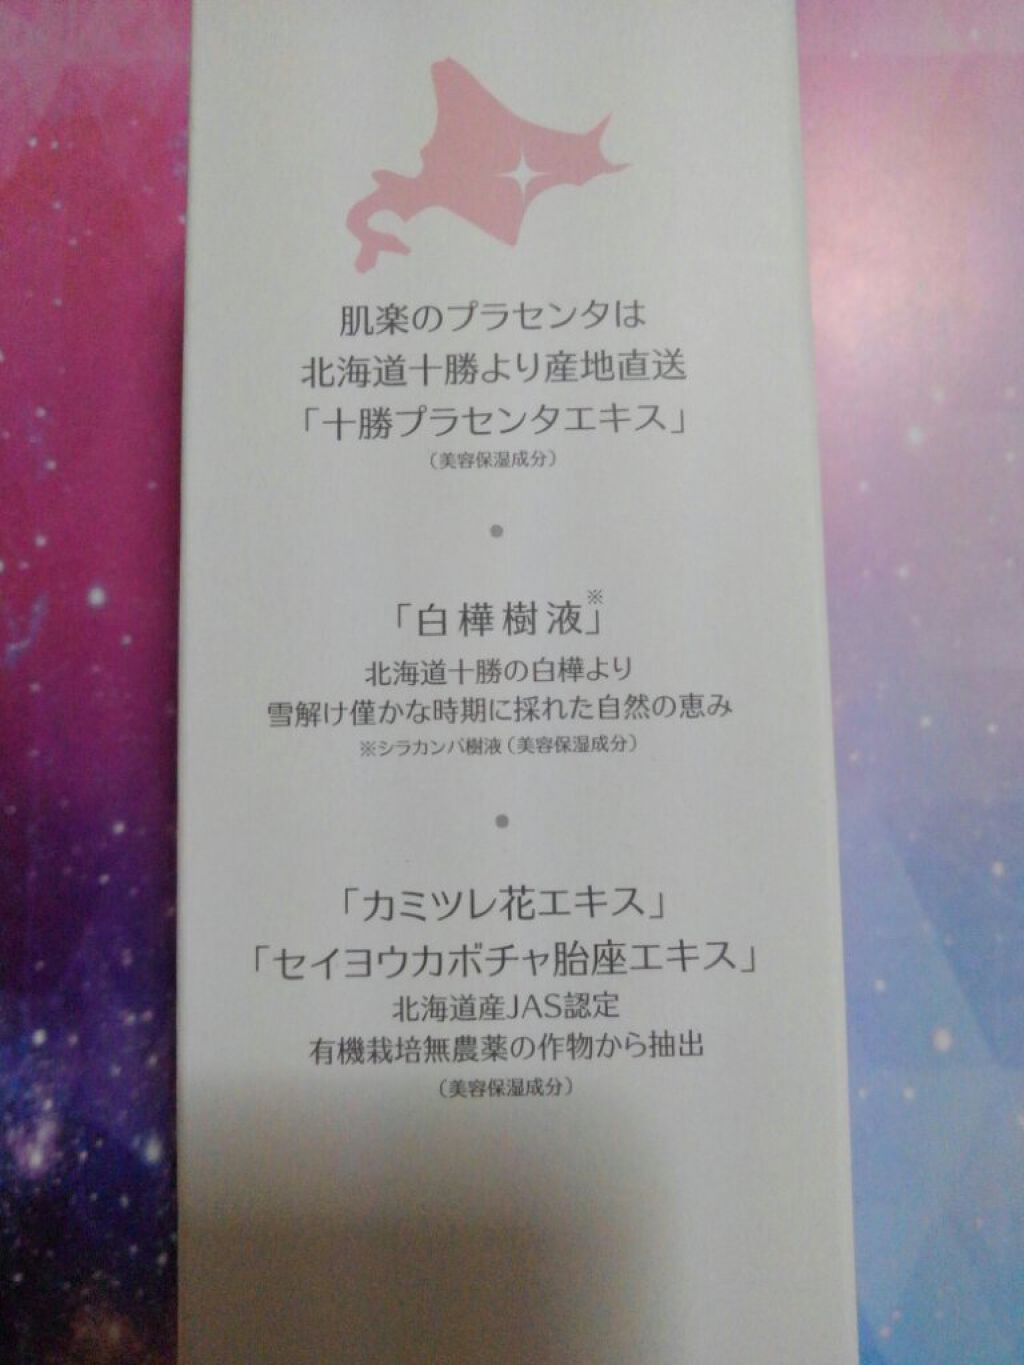 肌楽のプラセンタは
北海道十勝より産地直送
「十勝プラセンタエキス」
（美容保湿成分）
「白樺樹液」※
北海道十勝の白樺より
雪解け僅かな時期に採れた自然の恵み
※シラカンバ樹液（美容保湿成分）
「カミツレ花エキス」
「セイヨウカボチャ胎座エキス」
北海道産JAS認定
有機栽培無農薬の作物から抽出
（美容保湿成分）